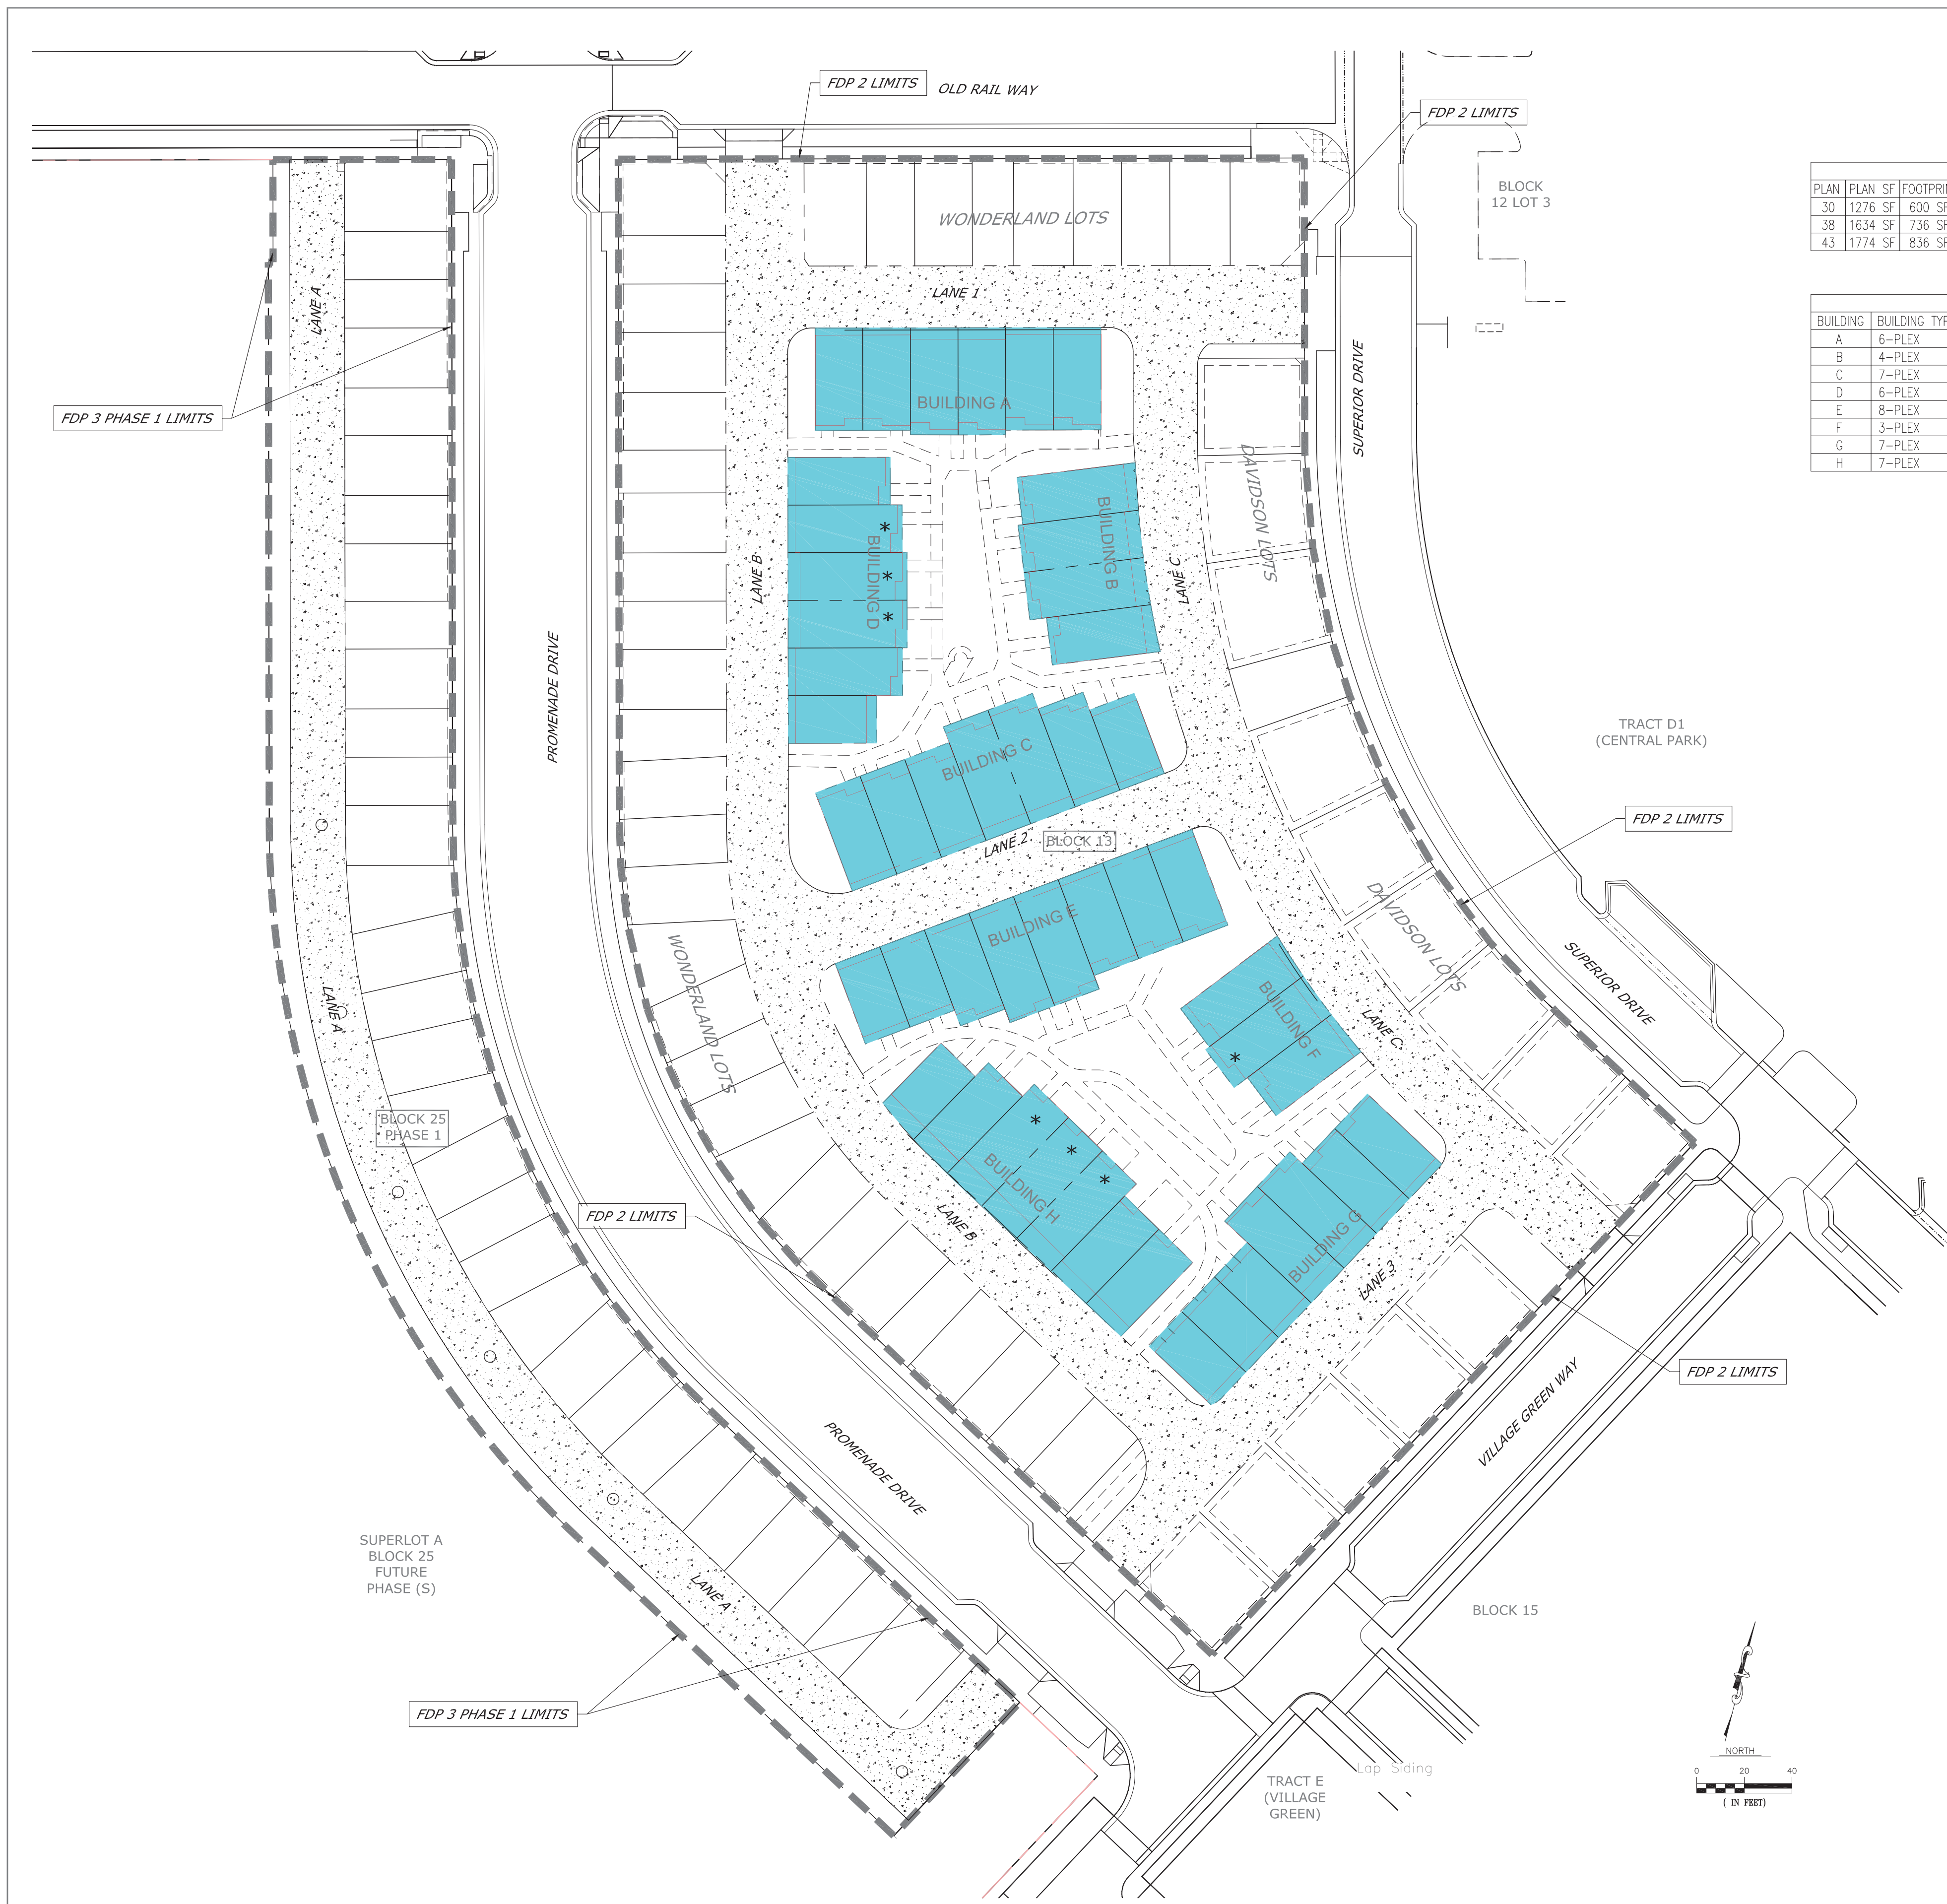 FDP 2 LIMITS
OLD RAIL WAY
FDP 2 LIMITS
BLOCK
12 LOT 3
WONDERLAND LOTS
LANE 1
LANE A
PLAN PLAN SF
30 1276 SF 600 SF
38 1634 SF 736 SF
43 1774 SF 836 SF
BUILDING BUILDING
A 6-PLEX
B 4-PLEX
C 7-PLEX
D 6-PLEX
E 8-PLEX
F 3-PLEX
G 7-PLEX
H 7-PLEX
FDP 3 PHASE 1 LIMITS
SUPERIOR DRIVE
BUILDING A
DAVIDSON LOTS
BUILDING B
*
BUILDING D
*
*
LANE B
LANE C
PROMENADE DRIVE
TRACT D1
(CENTRAL PARK)
BUILDING C
LANE 2
BLOCK 13
FDP 2 LIMITS
BUILDING E
DAVIDSON LOTS
SUPERIOR DRIVE
WONDERLAND LOTS
LANE A
BUILDING F
*
LANE C
BLOCK 25
PHASE 1
*
*
*
BUILDING H
LANE B
BUILDING G
LANE 3
FDP 2 LIMITS
FDP 2 LIMITS
VILLAGE GREEN WAY
PROMENADE DRIVE
SUPERLOT A
BLOCK 25
FUTURE
PHASE (S)
LANE A
BLOCK 15
FDP 3 PHASE 1 LIMITS
Lap Siding
TRACT E
(VILLAGE
GREEN)
NORTH
0 20 40
( IN FEET)